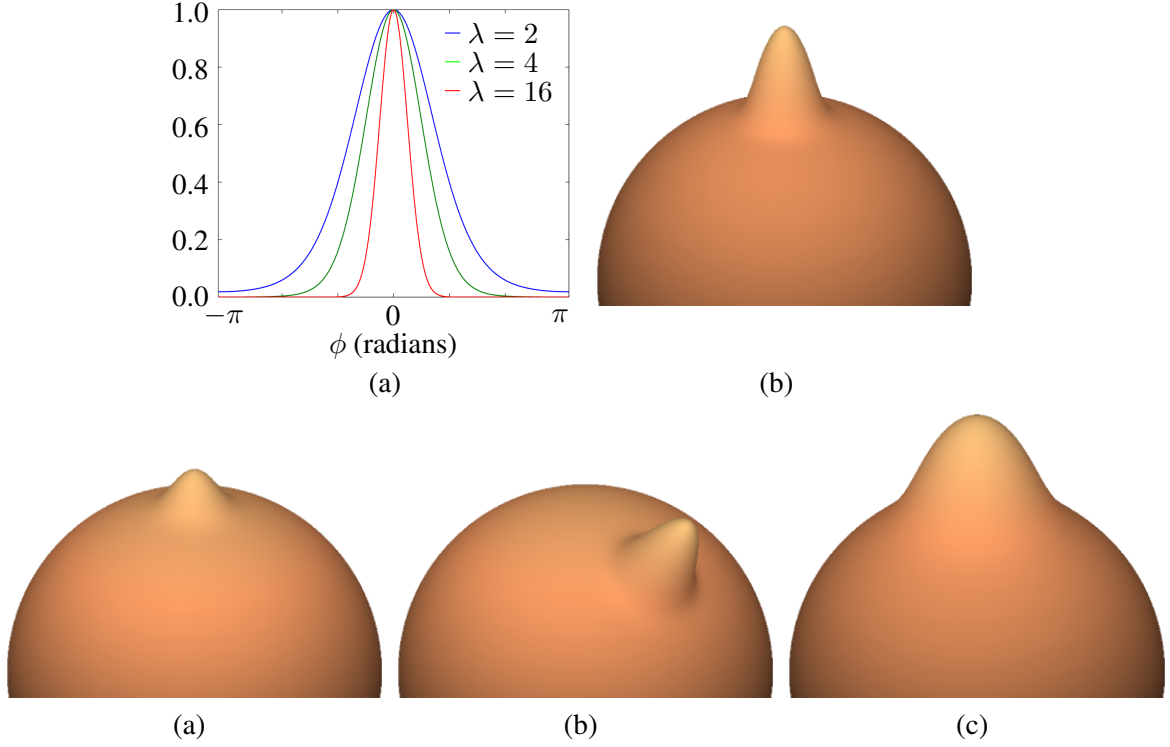 1.0
0.8
0.6
0.4
0.2
0.0
λ = 2
λ = 4
λ = 16
−π 0 π
ϕ (radians)
(a) (b)
(a) (b) (c)